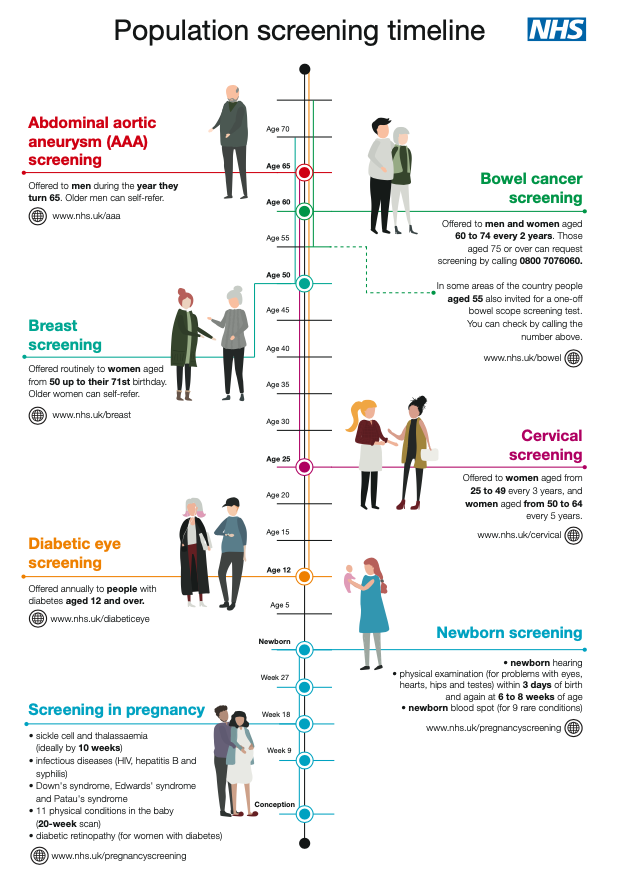 Population screening timeline
NHS
Abdominal aortic
aneurysm (AAA)
screening
Offered to men during the year they
turn 65. Older men can self-refer.
www.nhs.uk/aaa
Age 70
Age 65
Age 60
Age 55
Age 50
Age 45
Age 40
Age 35
Age 30
Age 25
Age 20
Age 15
Age 12
Age 5
Newborn
Week 27
Week 18
Week 9
Conception
Bowel cancer
screening
Offered to men and women aged
60 to 74 every 2 years. Those
aged 75 or over can request
screening by calling 0800 7076060.
In some areas of the country people
aged 55 also invited for a one-off
bowel scope screening test.
You can check by calling the
number above.
www.nhs.uk/bowel
Breast
screening
Offered routinely to women aged
from 50 up to their 71st birthday.
Older women can self-refer.
www.nhs.uk/breast
Cervical
screening
Offered to women aged from
25 to 49 every 3 years, and
women aged from 50 to 64
every 5 years.
www.nhs.uk/cervical
Diabetic eye
screening
Offered annually to people with
diabetes aged 12 and over.
www.nhs.uk/diabeticeye
Newborn screening
• newborn hearing
• physical examination (for problems with eyes,
hearts, hips and testes) within 3 days of birth
and again at 6 to 8 weeks of age
• newborn blood spot (for 9 rare conditions)
www.nhs.uk/pregnancyscreening
Screening in pregnancy
• sickle cell and thalassaemia
(ideally by 10 weeks)
• infectious diseases (HIV, hepatitis B and
syphilis)
• Down's syndrome, Edwards' syndrome
and Patau's syndrome
• 11 physical conditions in the baby
(20-week scan)
• diabetic retinopathy (for women with diabetes)
www.nhs.uk/pregnancyscreening